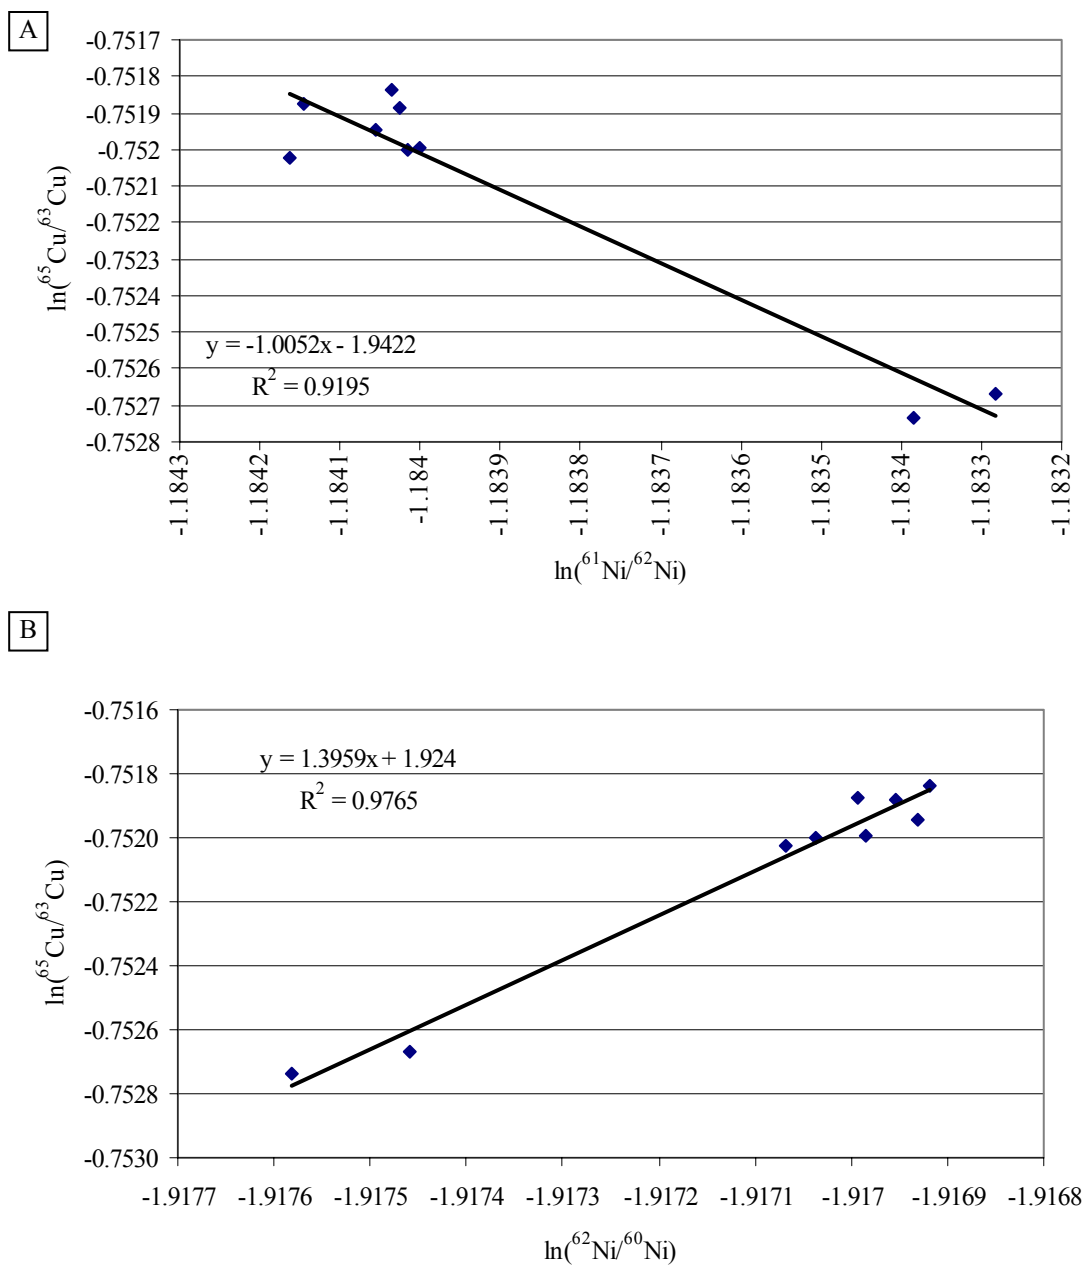 A
-0.7517
-0.7518
-0.7519
-0.752
-0.7521
-0.7522
-0.7523
-0.7524
-0.7525
-0.7526
-0.7527
-0.7528
ln(⁶⁵Cu/⁶³Cu)
y = -1.0052x - 1.9422
R² = 0.9195
-1.1843 -1.1842 -1.1841 -1.184 -1.1839 -1.1838 -1.1837 -1.1836 -1.1835 -1.1834 -1.1833 -1.1832
ln(⁶¹Ni/⁶²Ni)
B
-0.7516
-0.7518
-0.7520
-0.7522
-0.7524
-0.7526
-0.7528
-0.7530
ln(⁶⁵Cu/⁶³Cu)
y = 1.3959x + 1.924
R² = 0.9765
-1.9177 -1.9176 -1.9175 -1.9174 -1.9173 -1.9172 -1.9171 -1.917 -1.9169 -1.9168
ln(⁶²Ni/⁶⁰Ni)